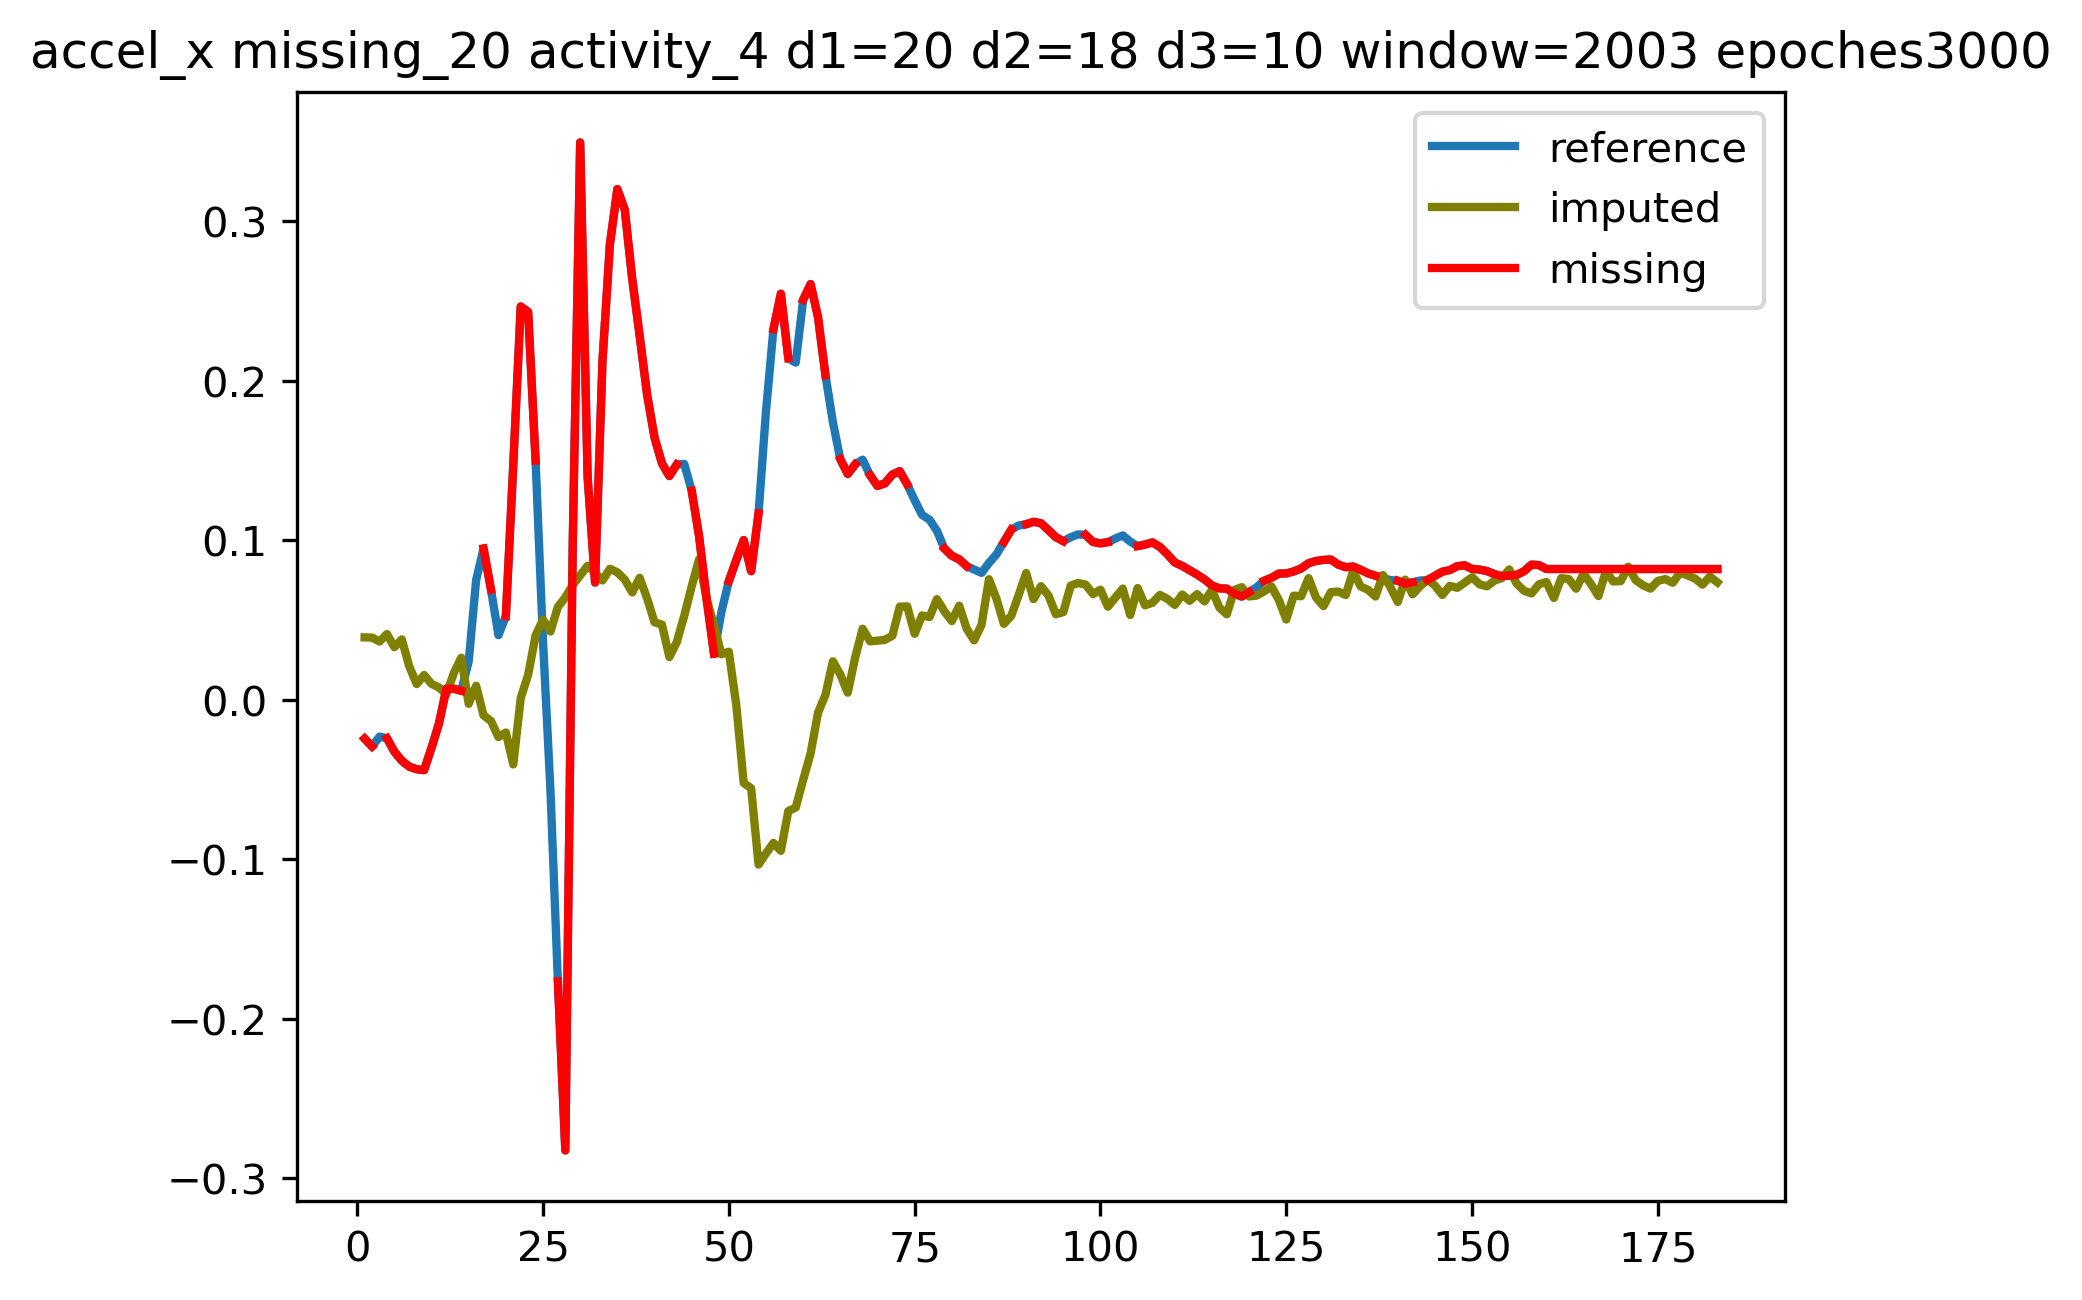 accel_x missing_20 activity_4 d1=20 d2=18 d3=10 window=2003 epoches3000
reference
imputed
missing
0.3
0.2
0.1
0.0
−0.1
−0.2
−0.3
0 25 50 75 100 125 150 175